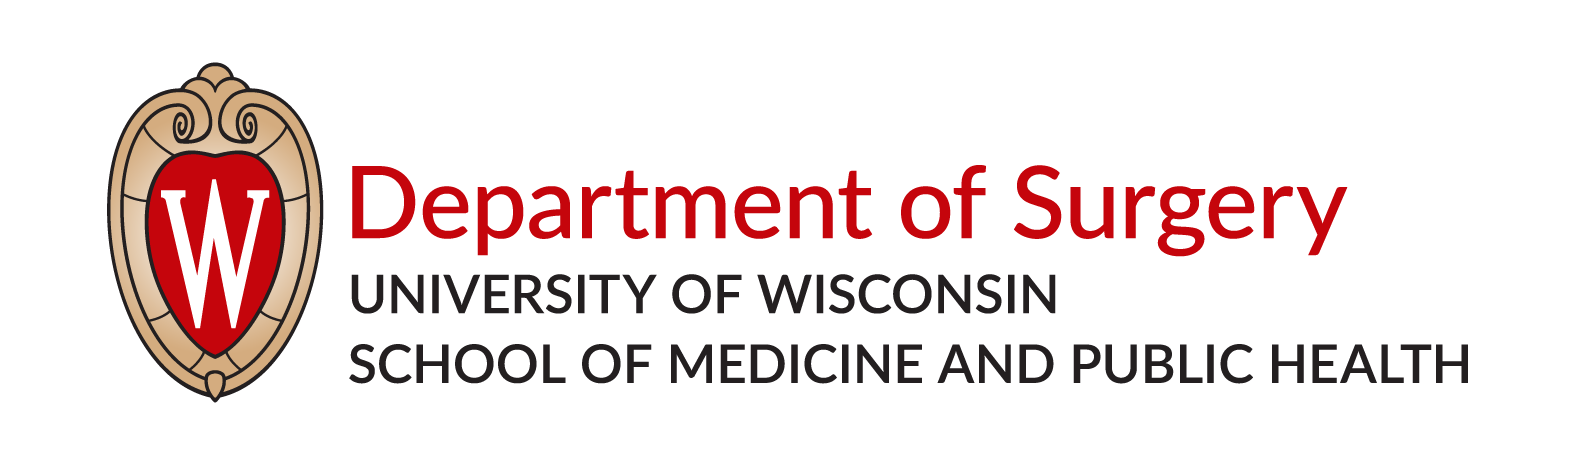 W
Department of Surgery
UNIVERSITY OF WISCONSIN
SCHOOL OF MEDICINE AND PUBLIC HEALTH